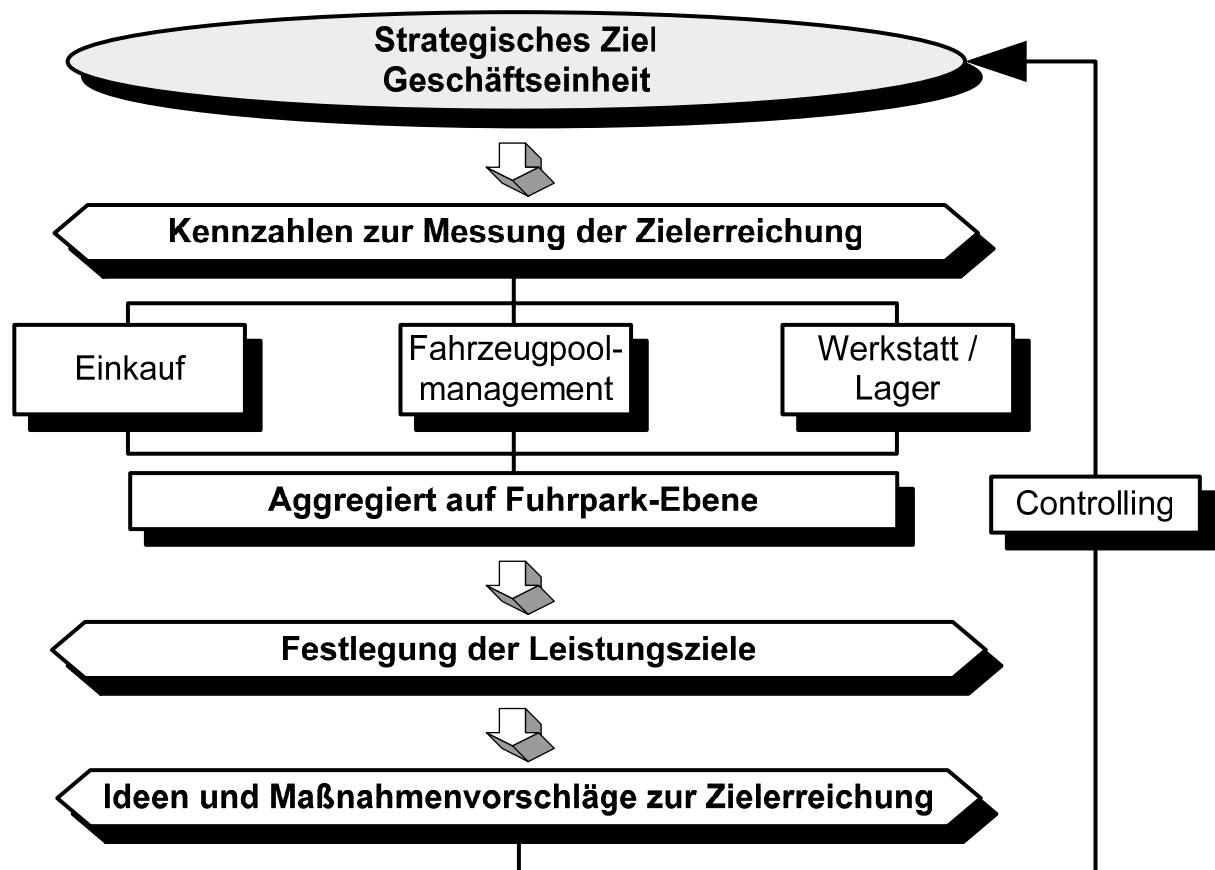 Strategisches Ziel
Geschäftseinheit
Kennzahlen zur Messung der Zielerreichung
Einkauf
Fahrzeugpool-
management
Werkstatt /
Lager
Aggregiert auf Fuhrpark-Ebene
Controlling
Festlegung der Leistungsziele
Ideen und Maßnahmenvorschläge zur Zielerreichung